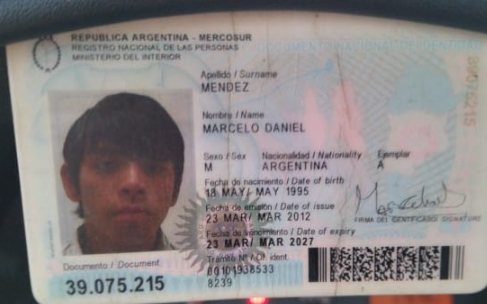 REPUBLICA ARGENTINA - MERCOSUR
REGISTRO NACIONAL DE LAS PERSONAS
MINISTERIO DEL INTERIOR
Apellido / Surname
MENDEZ
Nombre / Name
MARCELO DANIEL
Sexo / Sex Nacionalidad / Nationality Ejemplar
M ARGENTINA A
Fecha de nacimiento / Date of birth
18 MAY/ MAY 1995
Fecha de emisión / Date of issue
23 MAR/ MAR 2012
FIRMA DEL IDENTIFICADO/ SIGNATURE
Fecha de vencimiento / Date of expiry
23 MAR/ MAR 2027
Documento / Document
39.075.215
Trámite Nº / Of. ident.
8239